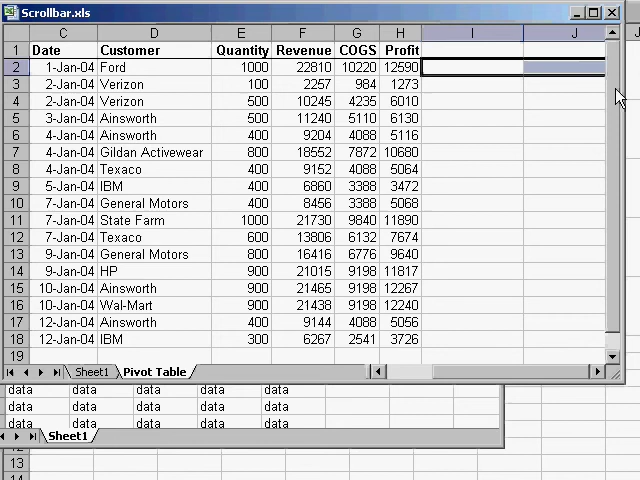 Scrollbar.xls
C D E F G H I J
1 Date Customer Quantity Revenue COGS Profit
2 1-Jan-04 Ford 1000 22810 10220 12590
3 2-Jan-04 Verizon 100 2257 984 1273
4 2-Jan-04 Verizon 500 10245 4235 6010
5 3-Jan-04 Ainsworth 500 11240 5110 6130
6 4-Jan-04 Ainsworth 400 9204 4088 5116
7 4-Jan-04 Gildan Activewear 800 18552 7872 10680
8 4-Jan-04 Texaco 400 9152 4088 5064
9 5-Jan-04 IBM 400 6860 3388 3472
10 7-Jan-04 General Motors 400 8456 3388 5068
11 7-Jan-04 State Farm 1000 21730 9840 11890
12 7-Jan-04 Texaco 600 13806 6132 7674
13 9-Jan-04 General Motors 800 16416 6776 9640
14 9-Jan-04 HP 900 21015 9198 11817
15 10-Jan-04 Ainsworth 900 21465 9198 12267
16 10-Jan-04 Wal-Mart 900 21438 9198 12240
17 12-Jan-04 Ainsworth 400 9144 4088 5056
18 12-Jan-04 IBM 300 6267 2541 3726
19
Sheet1 Pivot Table
data data data data data
data data data data data
data data data data data
Sheet1
13